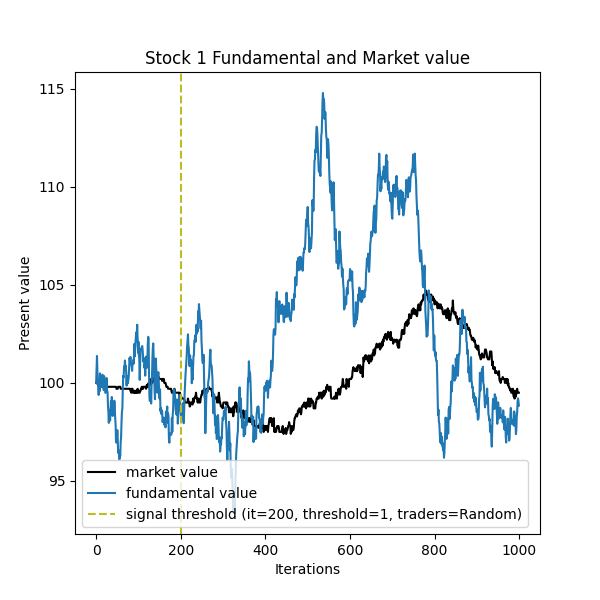 Stock 1 Fundamental and Market value
115
110
105
100
95
Present value
market value
fundamental value
signal threshold (it=200, threshold=1, traders=Random)
0 200 400 600 800 1000
Iterations